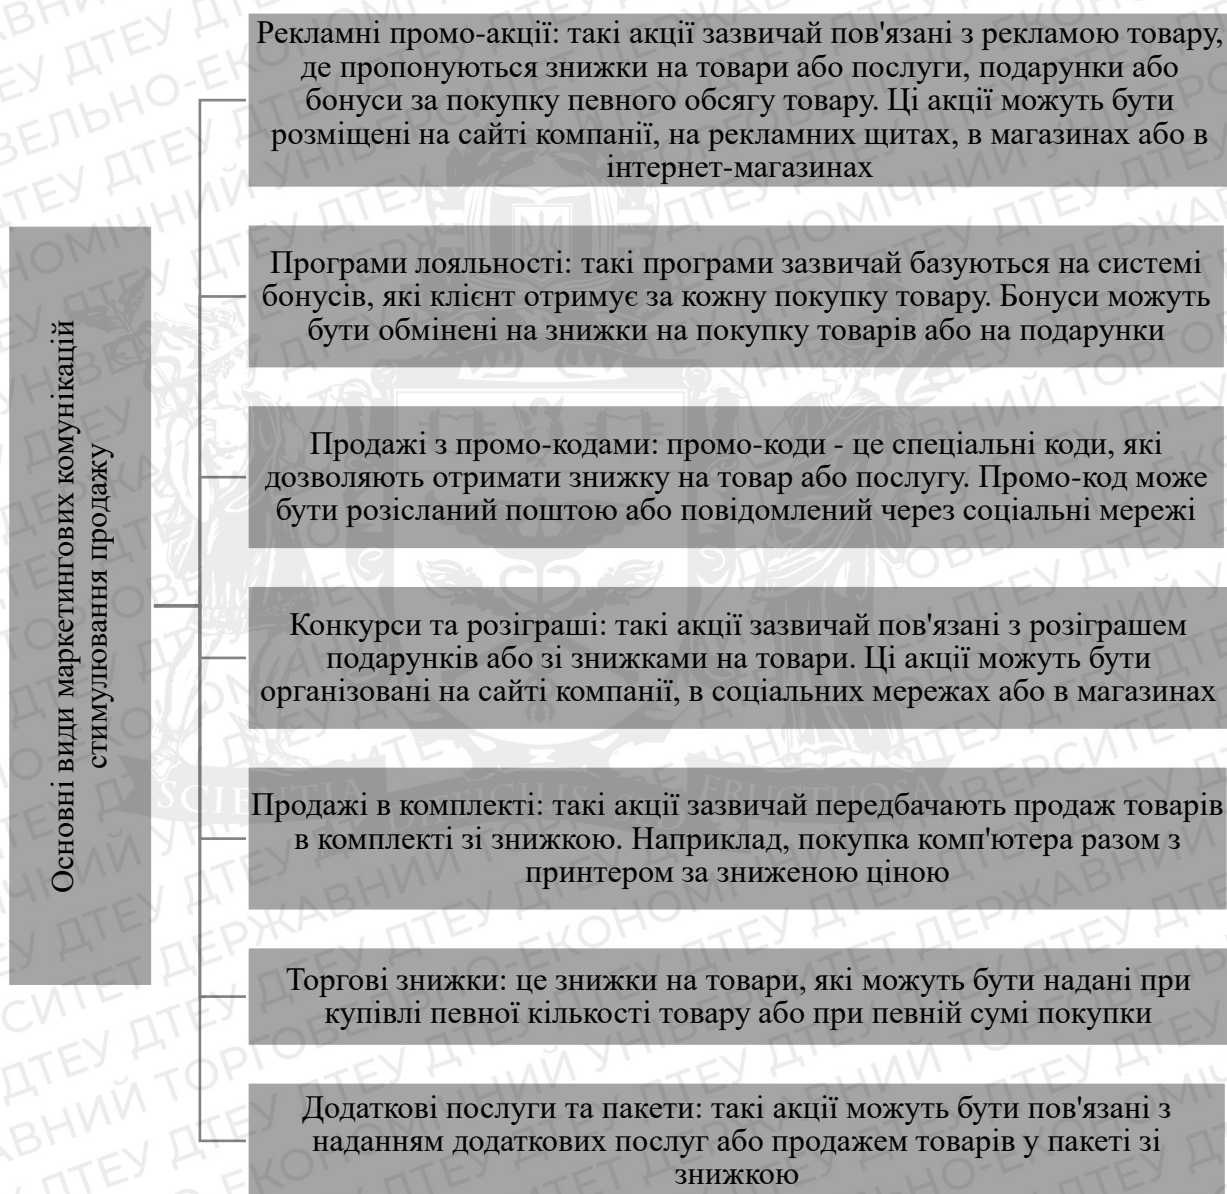 Рекламні промо-акції: такі акції зазвичай пов'язані з рекламою товару,
де пропонуються знижки на товари або послуги, подарунки або
бонуси за покупку певного обсягу товару. Ці акції можуть бути
розміщені на сайті компанії, на рекламних щитах, в магазинах або в
інтернет-магазинах
Основні види маркетингових комунікацій
стимулювання продажу
Програми лояльності: такі програми зазвичай базуються на системі
бонусів, які клієнт отримує за кожну покупку товару. Бонуси можуть
бути обмінені на знижки на покупку товарів або на подарунки
Продажі з промо-кодами: промо-коди - це спеціальні коди, які
дозволяють отримати знижку на товар або послугу. Промо-код може
бути розісланий поштою або повідомлений через соціальні мережі
Конкурси та розіграші: такі акції зазвичай пов'язані з розіграшем
подарунків або зі знижками на товари. Ці акції можуть бути
організовані на сайті компанії, в соціальних мережах або в магазинах
Продажі в комплекті: такі акції зазвичай передбачають продаж товарів
в комплекті зі знижкою. Наприклад, покупка комп'ютера разом з
принтером за зниженою ціною
Торгові знижки: це знижки на товари, які можуть бути надані при
купівлі певної кількості товару або при певній сумі покупки
Додаткові послуги та пакети: такі акції можуть бути пов'язані з
наданням додаткових послуг або продажем товарів у пакеті зі
знижкою